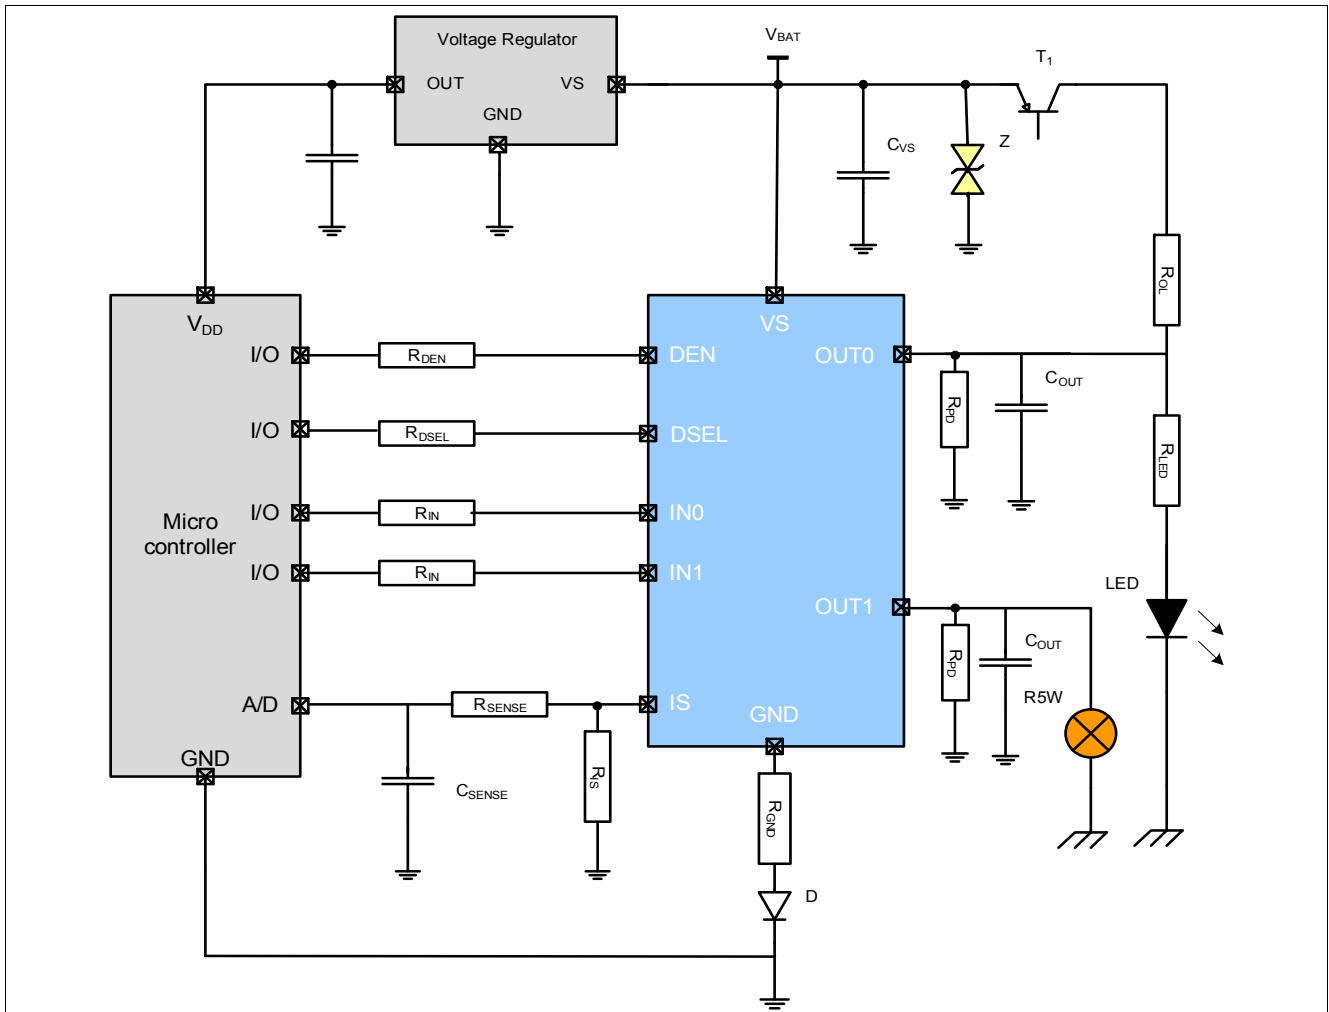 Voltage Regulator
OUT
VS
GND
VBAT
T1
CVS
Z
ROL
VDD
VS
I/O
RDEN
DEN
OUT0
RPD
COUT
I/O
RDSEL
DSEL
RLED
I/O
RIN
IN0
Micro
controller
I/O
RIN
IN1
LED
OUT1
RPD
COUT
A/D
RSENSE
IS
GND
R5W
GND
CSENSE
RIS
RGND
D